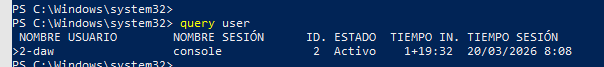 PS C:\Windows\system32>
PS C:\Windows\system32> query user
 NOMBRE USUARIO        NOMBRE SESIÓN      ID. ESTADO  TIEMPO IN. TIEMPO SESIÓN
>2-daw                 console             2  Activo    1+19:32  20/03/2026 8:08
PS C:\Windows\system32>